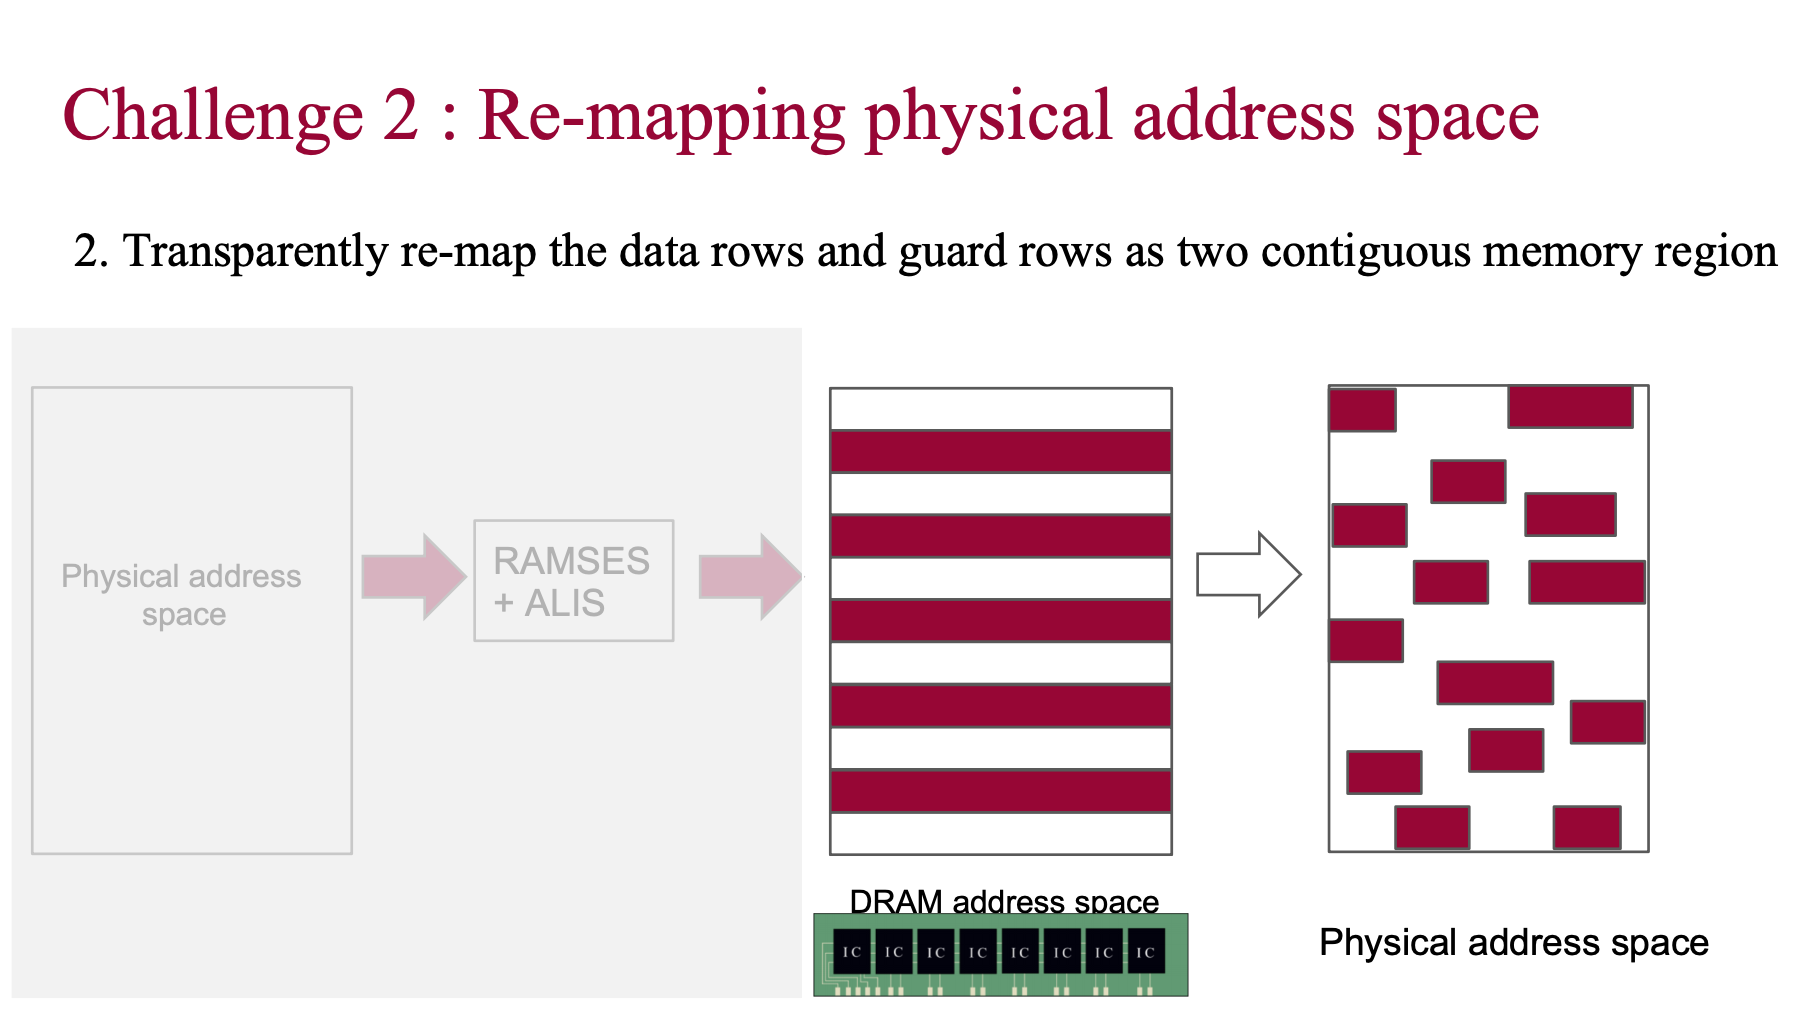 Challenge 2 : Re-mapping physical address space
2. Transparently re-map the data rows and guard rows as two contiguous memory region
Physical address
space
RAMSES
+ ALIS
DRAM address space
IC IC IC IC IC IC IC IC
Physical address space